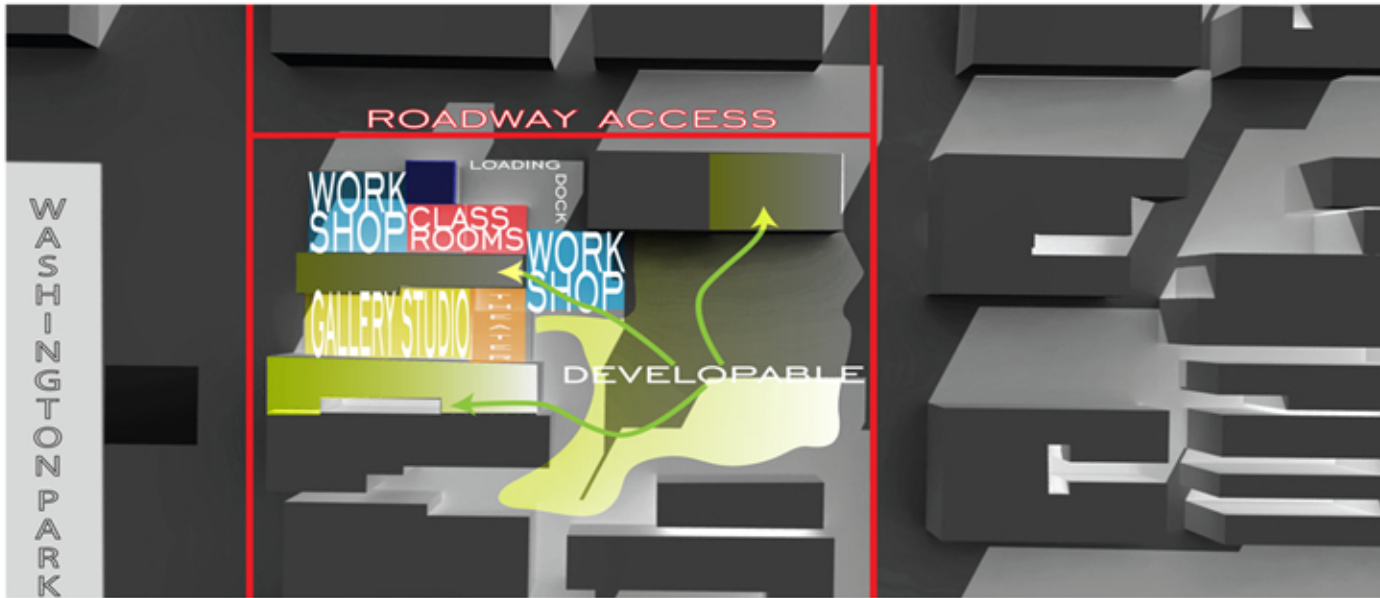 ROADWAY ACCESS
LOADING
DOCK
WORK
SHOP
CLASS
ROOMS
WORK
SHOP
GALLERY STUDIO
DEVELOPABLE
WASHINGTON PARK